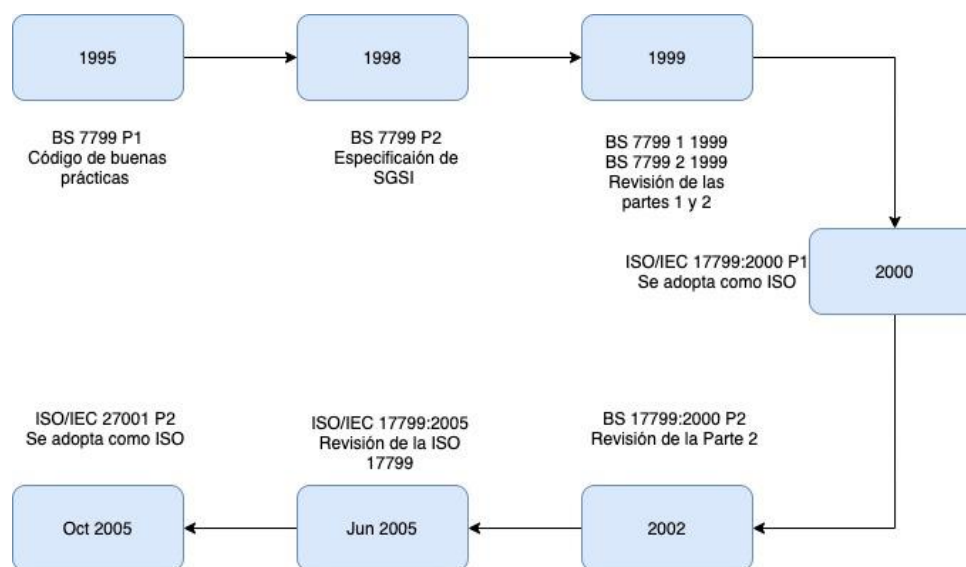 1995
BS 7799 P1
Código de buenas
prácticas
1998
BS 7799 P2
Especificaión de
SGSI
1999
BS 7799 1 1999
BS 7799 2 1999
Revisión de las
partes 1 y 2
ISO/IEC 17799:2000 P1
Se adopta como ISO
2000
BS 17799:2000 P2
Revisión de la Parte 2
2002
ISO/IEC 17799:2005
Revisión de la ISO
17799
Jun 2005
ISO/IEC 27001 P2
Se adopta como ISO
Oct 2005